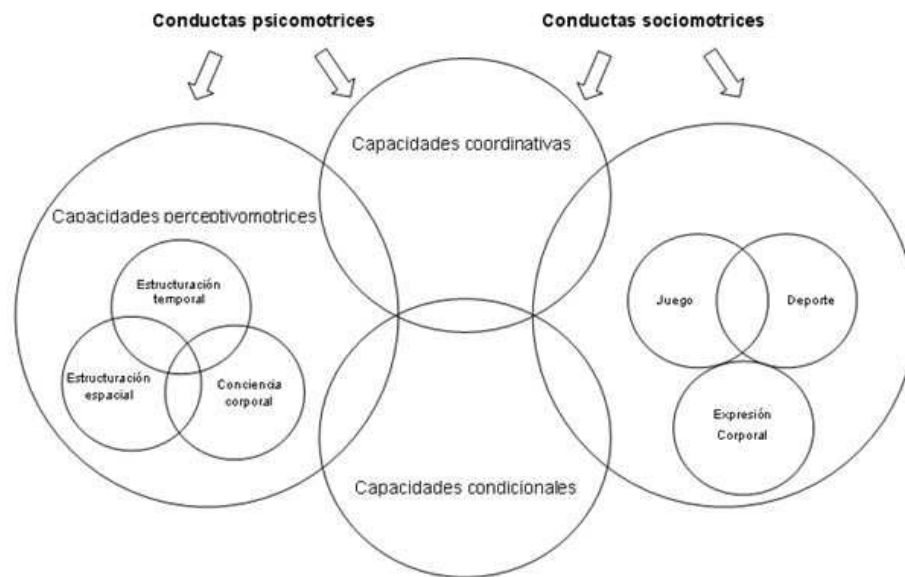 Conductas psicomotrices
Conductas sociomotrices
Capacidades coordinativas
Capacidades perceptivomotrices
Estructuración
temporal
Estructuración
espacial
Conciencia
corporal
Juego
Deporte
Expresión
Corporal
Capacidades condicionales